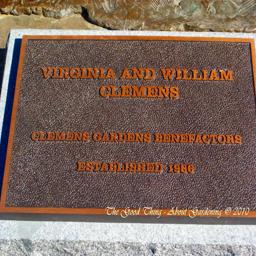 VIRGINIA AND WILLIAM
CLEMENS
CLEMENS GARDENS BENEFACTORS
ESTABLISHED 1986
The Good Thing - About Gardening © 2010